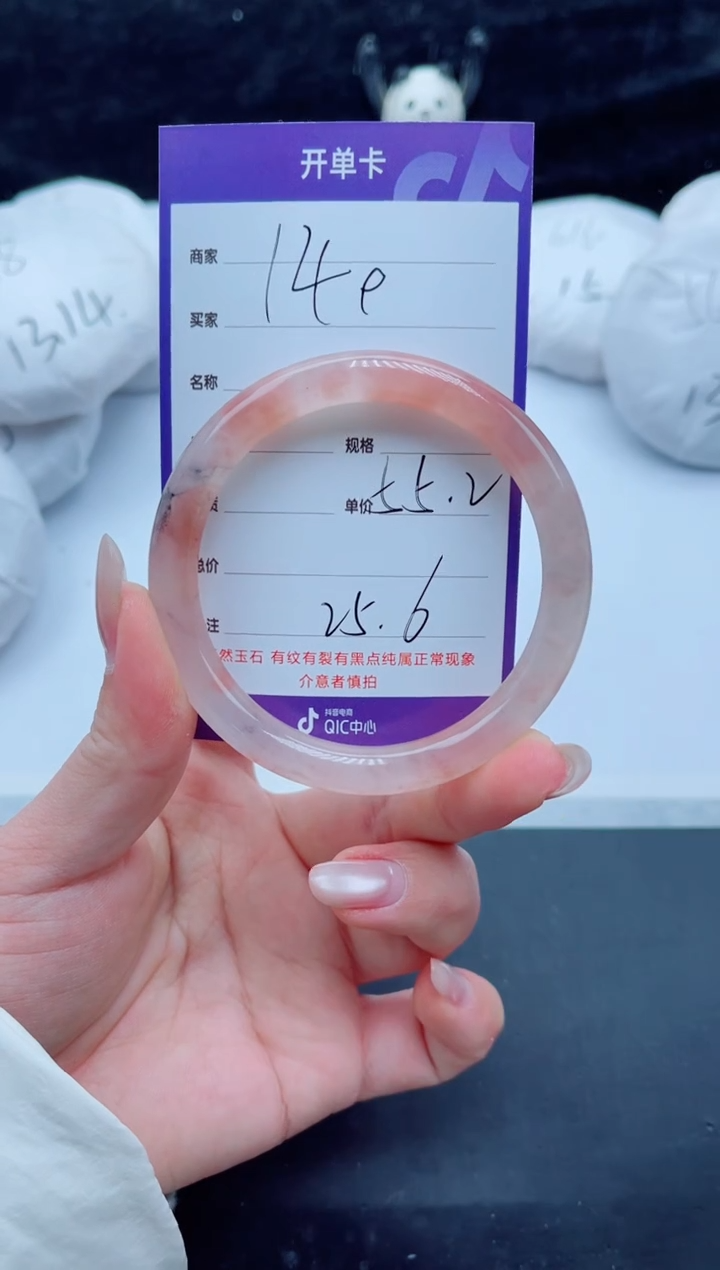 开单卡
商家
14e
买家
名称
规格
单价 55.2
总价
注 25.6
然玉石 有纹有裂有黑点纯属正常现象
介意者慎拍
抖音电商
QIC中心
1314.